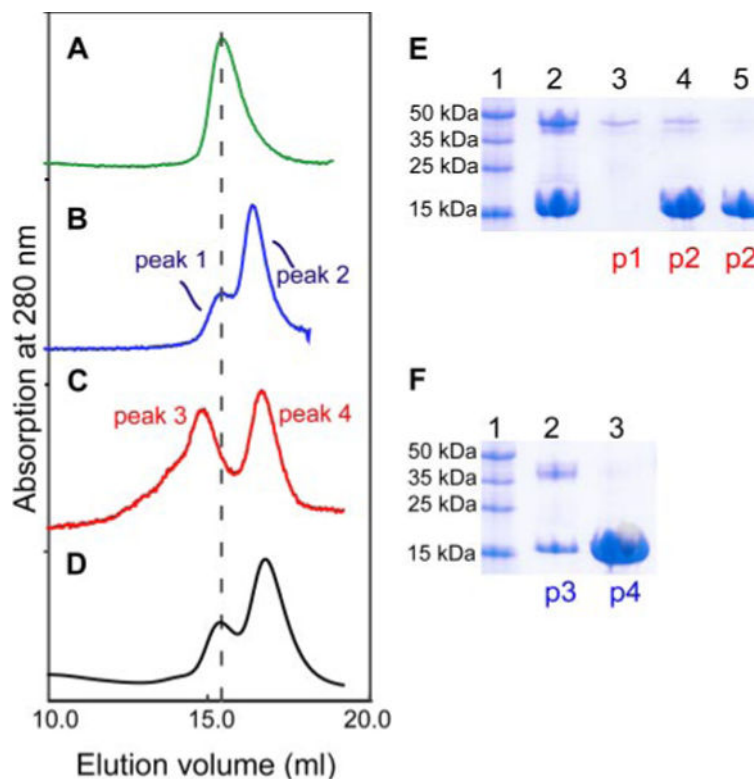 A
B
peak 1
peak 2
C
peak 3
peak 4
D
Absorption at 280 nm
10.0 15.0 20.0
Elution volume (ml)
E
1 2 3 4 5
50 kDa
35 kDa
25 kDa
15 kDa
p1 p2 p2
F
1 2 3
50 kDa
35 kDa
25 kDa
15 kDa
p3 p4